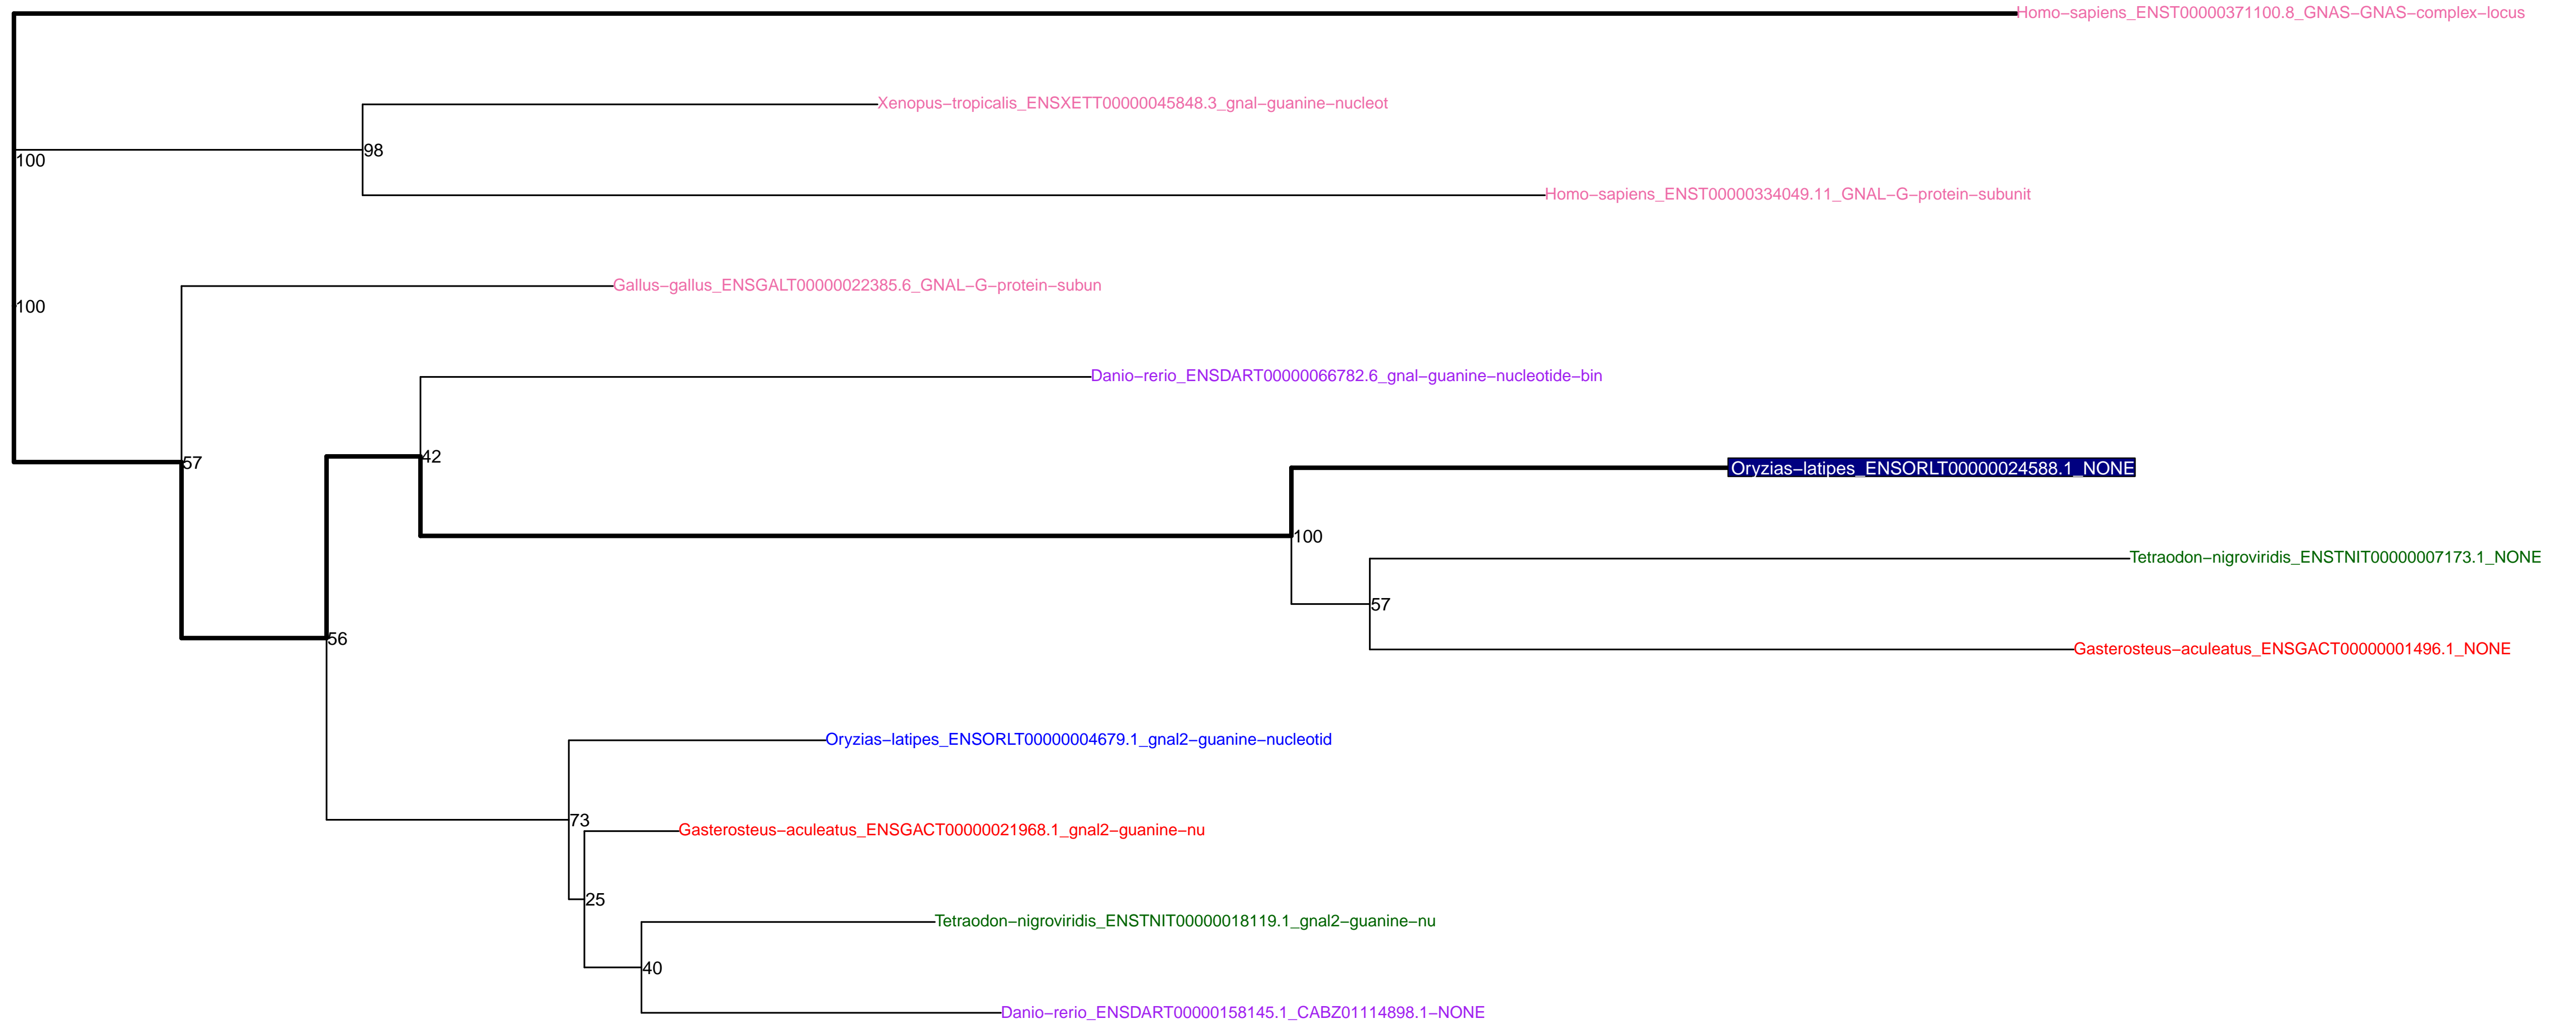 Homo−sapiens_ENST00000371100.8_GNAS−GNAS−complex−locus
Xenopus−tropicalis_ENSXETT00000045848.3_gnal−guanine−nucleot
98
100
Homo−sapiens_ENST00000334049.11_GNAL−G−protein−subunit
Gallus−gallus_ENSGALT00000022385.6_GNAL−G−protein−subun
100
Danio−rerio_ENSDART00000066782.6_gnal−guanine−nucleotide−bin
42
57
Oryzias−latipes_ENSORLT00000024588.1_NONE
100
Tetraodon−nigroviridis_ENSTNIT00000007173.1_NONE
57
56
Gasterosteus−aculeatus_ENSGACT00000001496.1_NONE
Oryzias−latipes_ENSORLT00000004679.1_gnal2−guanine−nucleotid
73
Gasterosteus−aculeatus_ENSGACT00000021968.1_gnal2−guanine−nu
25
Tetraodon−nigroviridis_ENSTNIT00000018119.1_gnal2−guanine−nu
40
Danio−rerio_ENSDART00000158145.1_CABZ01114898.1−NONE